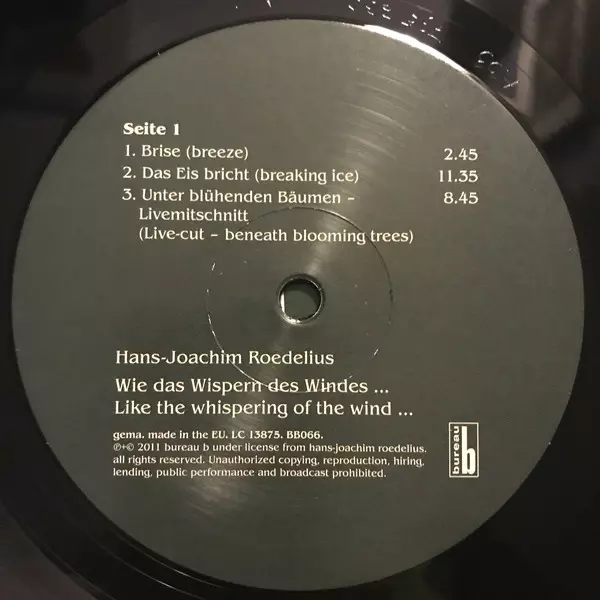 Seite 1
1. Brise (breeze) 2.45
2. Das Eis bricht (breaking ice) 11.35
3. Unter blühenden Bäumen – 8.45
Livemitschnitt
(Live-cut – beneath blooming trees)
Hans-Joachim Roedelius
Wie das Wispern des Windes ...
Like the whispering of the wind ...
gema. made in the EU. LC 13875. BB066.
℗+© 2011 bureau b under license from hans-joachim roedelius.
all rights reserved. Unauthorized copying, reproduction, hiring,
lending, public performance and broadcast prohibited.
bureau b